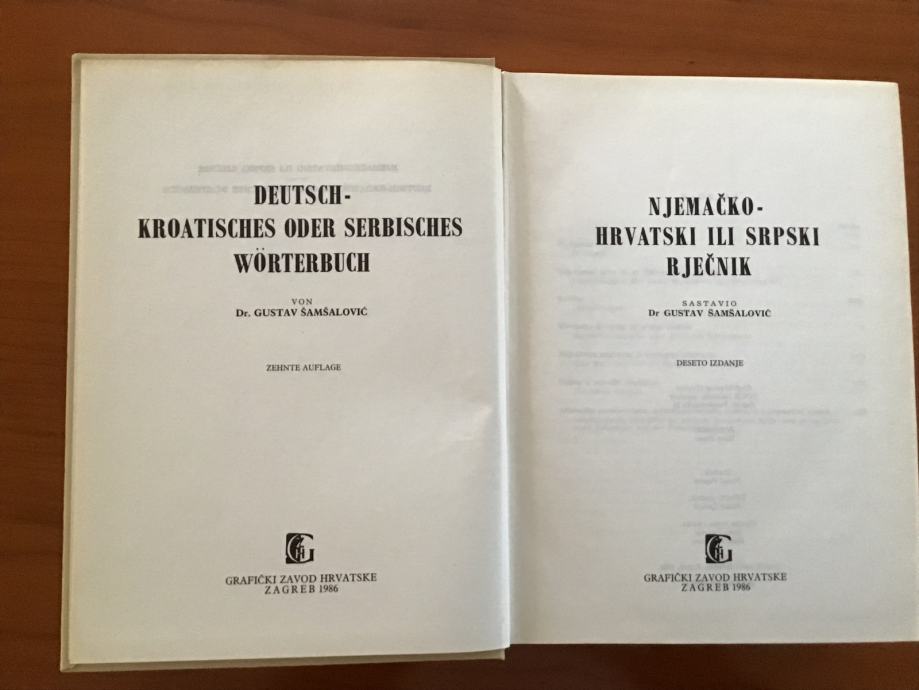 DEUTSCH-
KROATISCHES ODER SERBISCHES
WÖRTERBUCH
VON
Dr. GUSTAV ŠAMŠALOVIĆ
ZEHNTE AUFLAGE
GRAFIČKI ZAVOD HRVATSKE
ZAGREB 1986
NJEMAČKO-
HRVATSKI ILI SRPSKI
RJEČNIK
SASTAVIO
Dr GUSTAV ŠAMŠALOVIĆ
DESETO IZDANJE
GRAFIČKI ZAVOD HRVATSKE
ZAGREB 1986